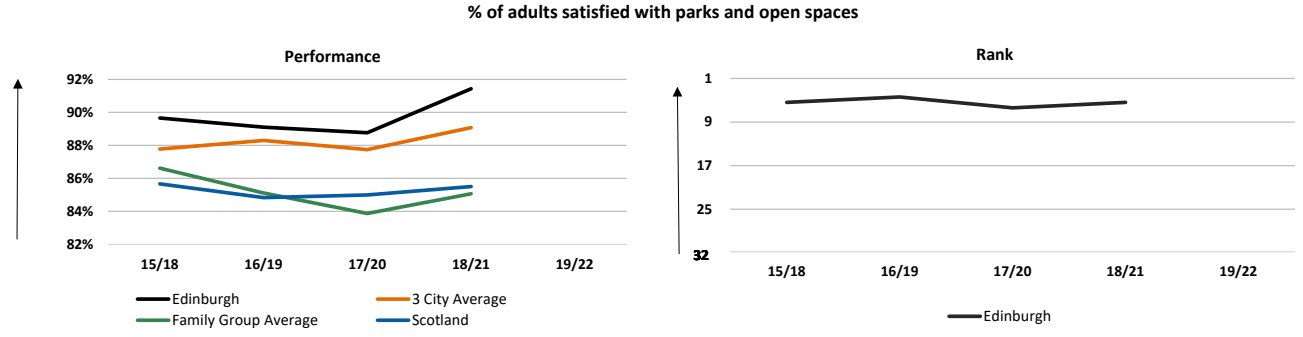 % of adults satisfied with parks and open spaces
Performance
92%
90%
88%
86%
84%
82%
15/18 16/19 17/20 18/21 19/22
Edinburgh 3 City Average
Family Group Average Scotland
Rank
1
9
17
25
32
15/18 16/19 17/20 18/21 19/22
Edinburgh